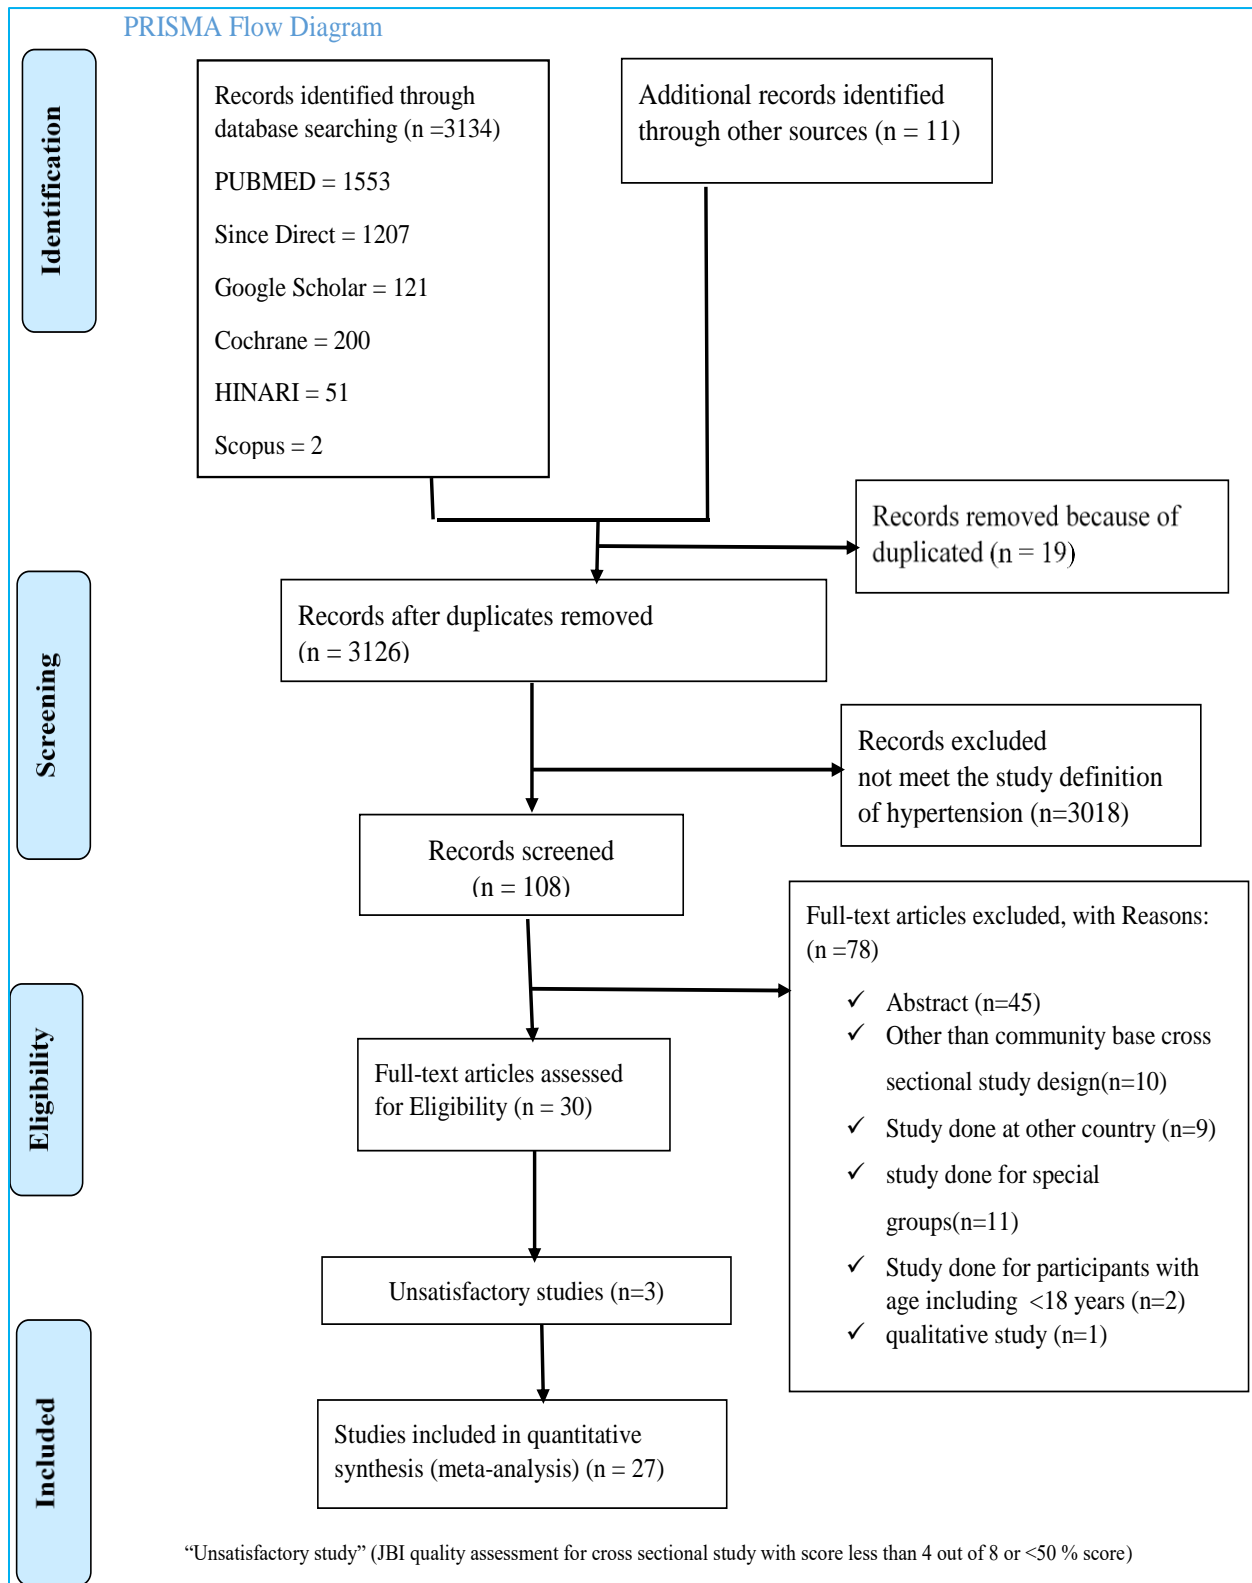 PRISMA Flow Diagram
Identification
Records identified through
database searching (n =3134)
PUBMED = 1553
Since Direct = 1207
Google Scholar = 121
Cochrane = 200
HINARI = 51
Scopus = 2
Additional records identified
through other sources (n = 11)
Records removed because of
duplicated (n = 19)
Screening
Records after duplicates removed
(n = 3126)
Records excluded
not meet the study definition
of hypertension (n=3018)
Records screened
(n = 108)
Full-text articles excluded, with Reasons:
(n =78)
✓ Abstract (n=45)
✓ Other than community base cross
sectional study design(n=10)
✓ Study done at other country (n=9)
✓ study done for special
groups(n=11)
✓ Study done for participants with
age including <18 years (n=2)
✓ qualitative study (n=1)
Eligibility
Full-text articles assessed
for Eligibility (n = 30)
Unsatisfactory studies (n=3)
Included
Studies included in quantitative
synthesis (meta-analysis) (n = 27)
“Unsatisfactory study” (JBI quality assessment for cross sectional study with score less than 4 out of 8 or <50 % score)